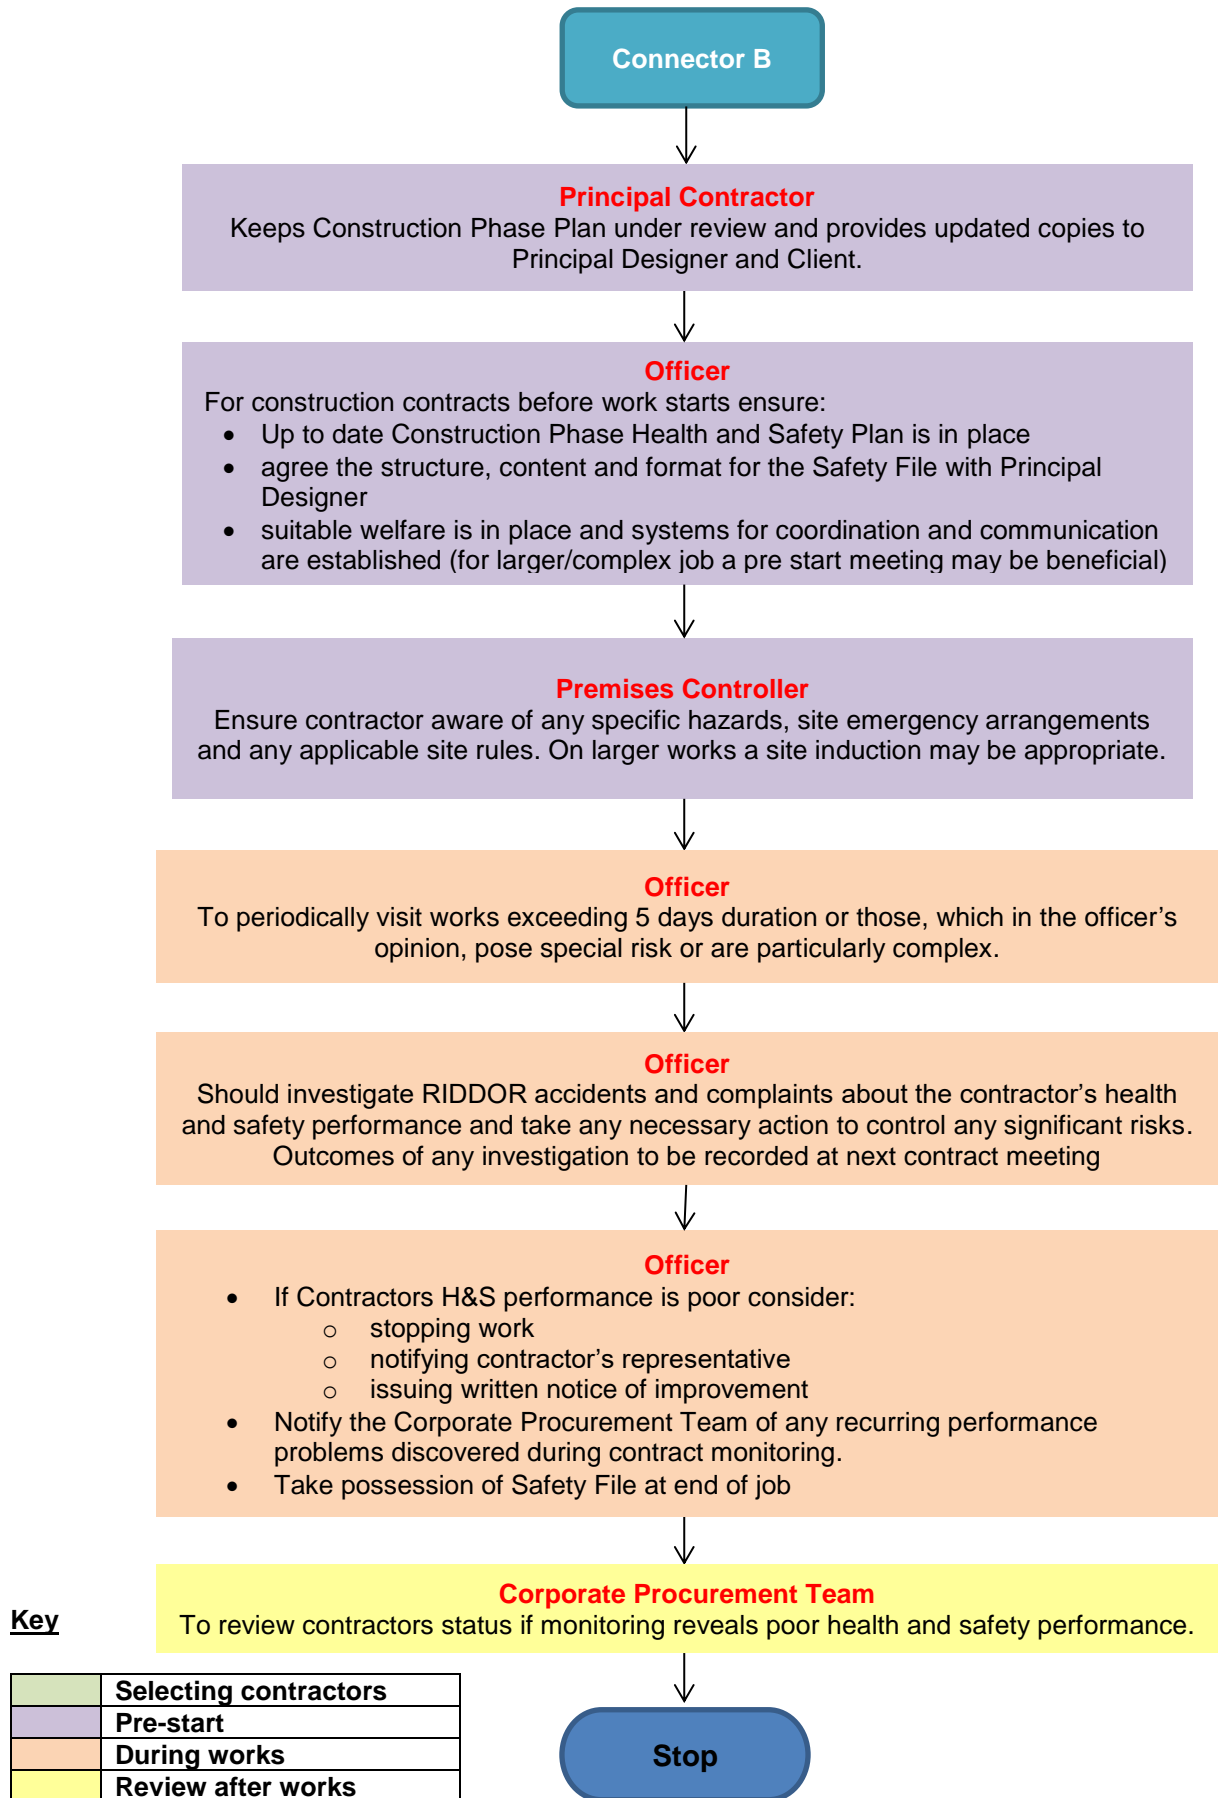 Connector B
Principal Contractor
Keeps Construction Phase Plan under review and provides updated copies to
Principal Designer and Client.
Officer
For construction contracts before work starts ensure:
• Up to date Construction Phase Health and Safety Plan is in place
• agree the structure, content and format for the Safety File with Principal
Designer
• suitable welfare is in place and systems for coordination and communication
are established (for larger/complex job a pre start meeting may be beneficial)
Premises Controller
Ensure contractor aware of any specific hazards, site emergency arrangements
and any applicable site rules. On larger works a site induction may be appropriate.
Officer
To periodically visit works exceeding 5 days duration or those, which in the officer's
opinion, pose special risk or are particularly complex.
Officer
Should investigate RIDDOR accidents and complaints about the contractor's health
and safety performance and take any necessary action to control any significant risks.
Outcomes of any investigation to be recorded at next contract meeting
Officer
• If Contractors H&S performance is poor consider:
o stopping work
o notifying contractor's representative
o issuing written notice of improvement
• Notify the Corporate Procurement Team of any recurring performance
problems discovered during contract monitoring.
• Take possession of Safety File at end of job
Corporate Procurement Team
To review contractors status if monitoring reveals poor health and safety performance.
Key
Selecting contractors
Pre-start
During works
Review after works
Stop